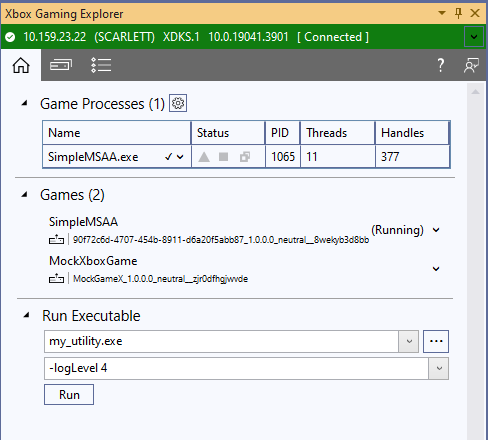 Xbox Gaming Explorer
10.159.23.22 (SCARLETT) XDKS.1 10.0.19041.3901 [ Connected ]
?
Game Processes (1)
Name Status PID Threads Handles
SimpleMSAA.exe 1065 11 377
Games (2)
SimpleMSAA
(Running)
90f72c6d-4707-454b-8911-d6a20f5abb87_1.0.0.0_neutral__8wekyb3d8bb
MockXboxGame
MockGameX_1.0.0.0_neutral__zjr0dfhgjwvde
Run Executable
my_utility.exe ...
-logLevel 4
Run